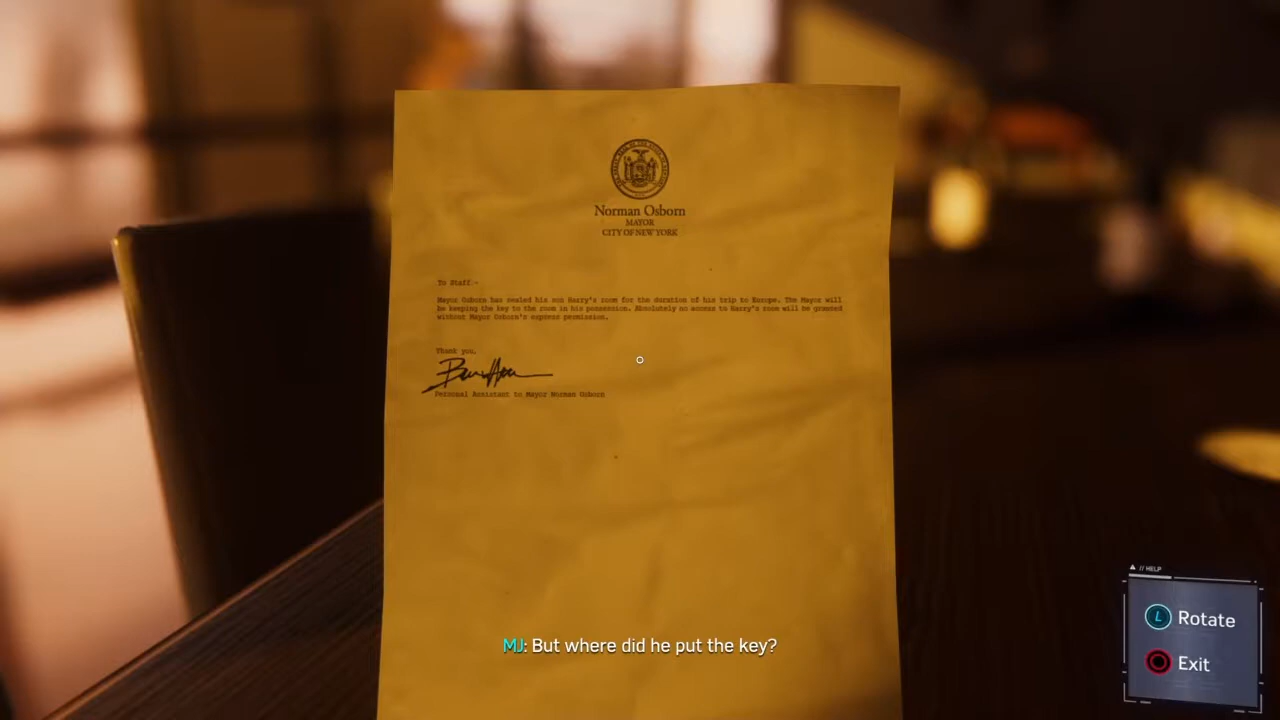 Norman Osborn
MAYOR
CITY OF NEW YORK
To Staff -
Mayor Osborn has sealed his son Harry's room for the duration of his trip to Europe. The Mayor will
be keeping the key to the room in his possession. Absolutely no access to Harry's room will be granted
without Mayor Osborn's express permission.
Thank you,
Personal Assistant to Mayor Norman Osborn
MJ: But where did he put the key?
// HELP
L Rotate
Exit